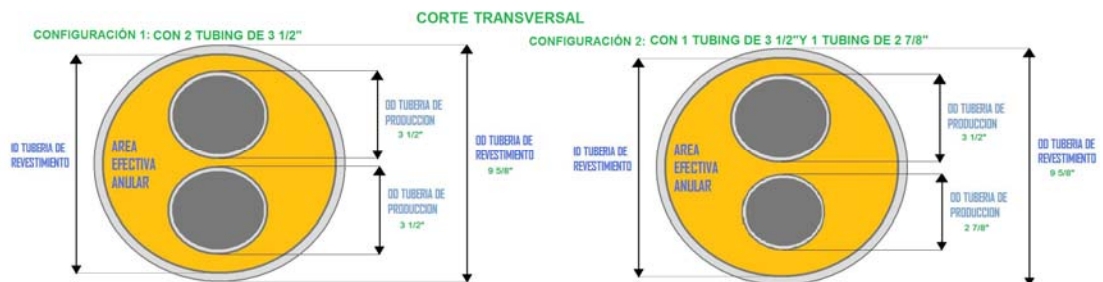 CORTE TRANSVERSAL
CONFIGURACIÓN 1: CON 2 TUBING DE 3 1/2"
ID TUBERIA DE
REVESTIMIENTO
AREA
EFECTIVA
ANULAR
OD TUBERIA DE
PRODUCCION
3 1/2"
OD TUBERIA DE
PRODUCCION
3 1/2"
OD TUBERIA DE
REVESTIMIENTO
9 5/8"
CONFIGURACIÓN 2: CON 1 TUBING DE 3 1/2"Y 1 TUBING DE 2 7/8"
ID TUBERIA DE
REVESTIMIENTO
AREA
EFECTIVA
ANULAR
OD TUBERIA DE
PRODUCCION
3 1/2"
OD TUBERIA DE
PRODUCCION
2 7/8"
OD TUBERIA DE
REVESTIMIENTO
9 5/8"